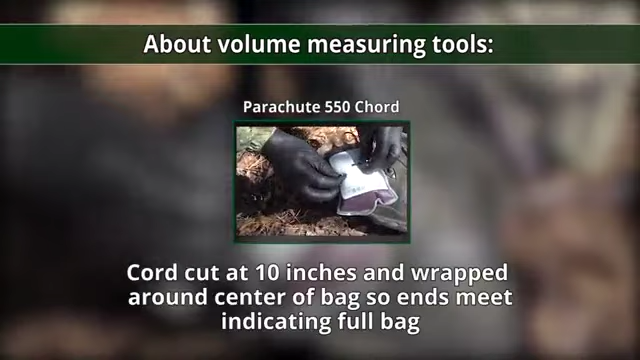 About volume measuring tools:
Parachute 550 Chord
Cord cut at 10 inches and wrapped
around center of bag so ends meet
indicating full bag